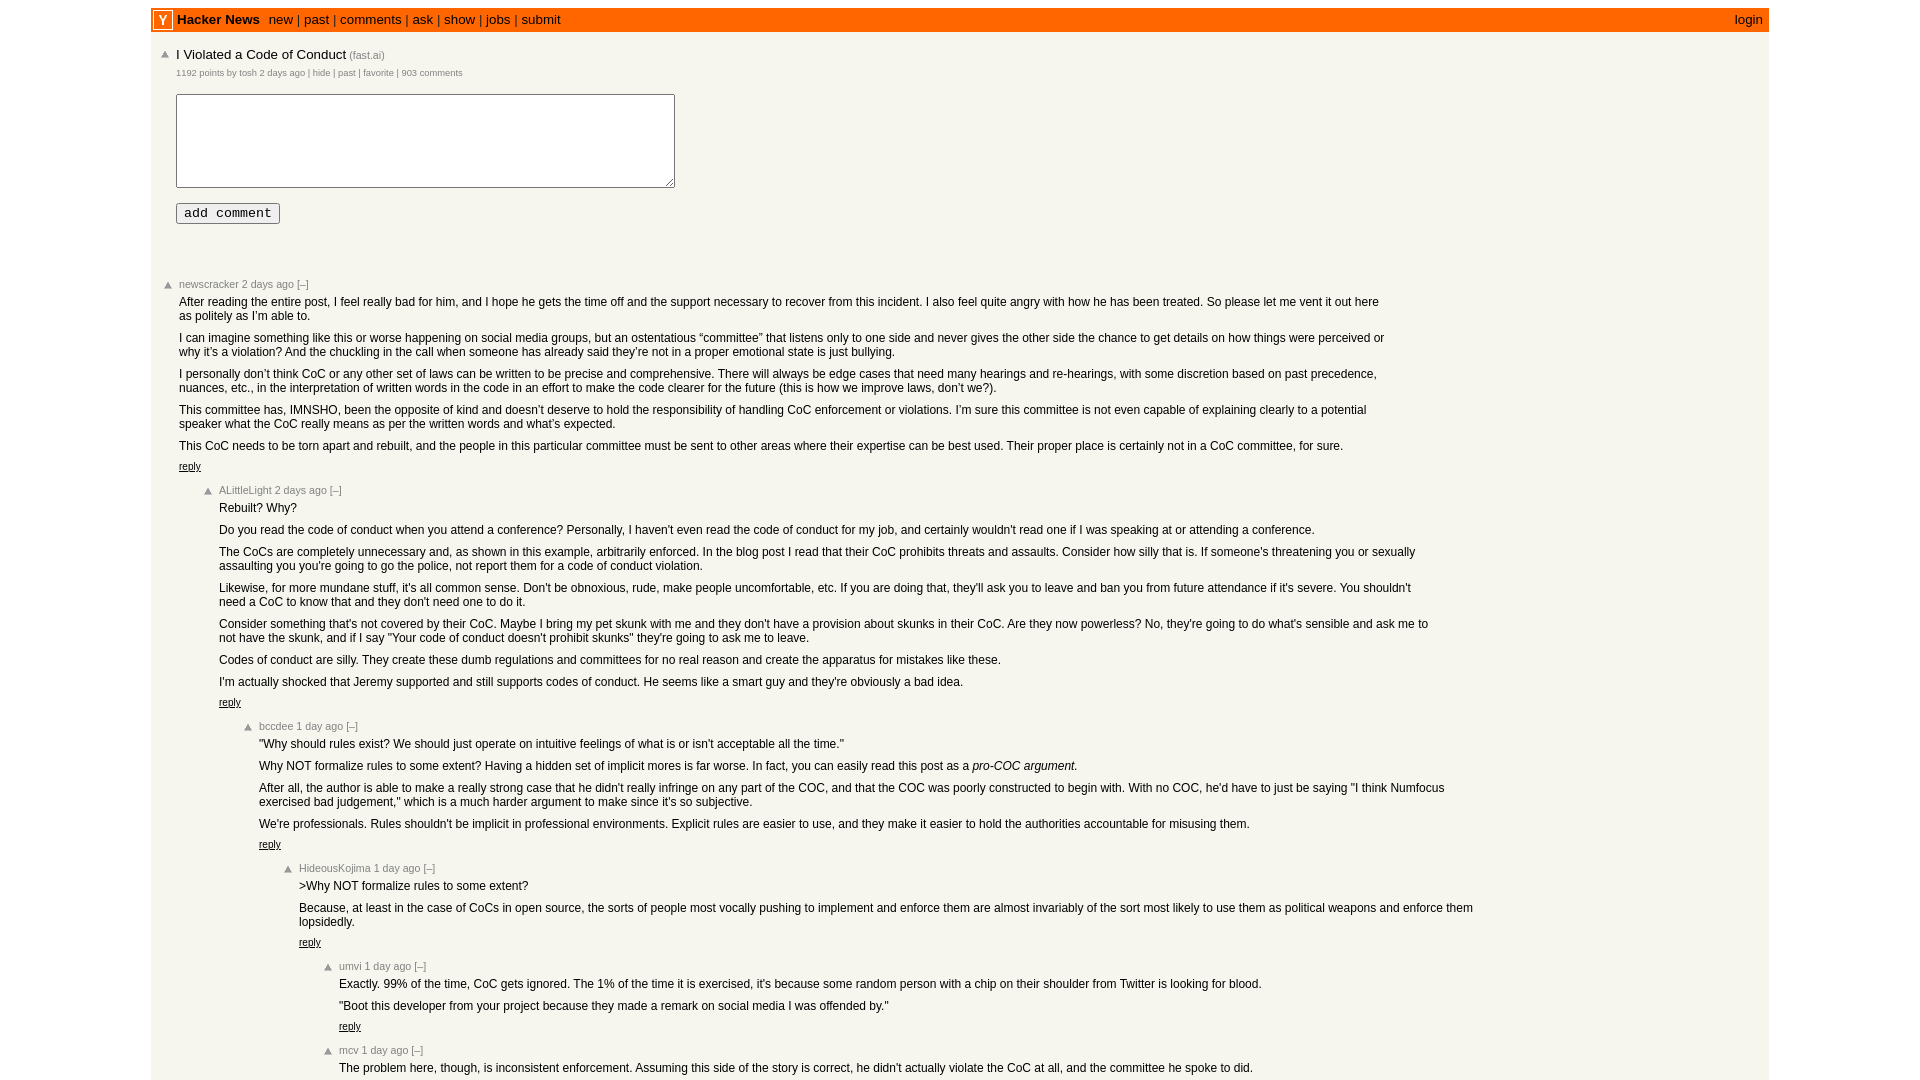 Y Hacker News new | past | comments | ask | show | jobs | submit login
I Violated a Code of Conduct (fast.ai)
1192 points by tosh 2 days ago | hide | past | favorite | 903 comments
add comment
newscracker 2 days ago [–]
After reading the entire post, I feel really bad for him, and I hope he gets the time off and the support necessary to recover from this incident. I also feel quite angry with how he has been treated. So please let me vent it out here
as politely as I’m able to.
I can imagine something like this or worse happening on social media groups, but an ostentatious “committee” that listens only to one side and never gives the other side the chance to get details on how things were perceived or
why it’s a violation? And the chuckling in the call when someone has already said they’re not in a proper emotional state is just bullying.
I personally don’t think CoC or any other set of laws can be written to be precise and comprehensive. There will always be edge cases that need many hearings and re-hearings, with some discretion based on past precedence,
nuances, etc., in the interpretation of written words in the code in an effort to make the code clearer for the future (this is how we improve laws, don’t we?).
This committee has, IMNSHO, been the opposite of kind and doesn’t deserve to hold the responsibility of handling CoC enforcement or violations. I’m sure this committee is not even capable of explaining clearly to a potential
speaker what the CoC really means as per the written words and what’s expected.
This CoC needs to be torn apart and rebuilt, and the people in this particular committee must be sent to other areas where their expertise can be best used. Their proper place is certainly not in a CoC committee, for sure.
reply
ALittleLight 2 days ago [–]
Rebuilt? Why?
Do you read the code of conduct when you attend a conference? Personally, I haven't even read the code of conduct for my job, and certainly wouldn't read one if I was speaking at or attending a conference.
The CoCs are completely unnecessary and, as shown in this example, arbitrarily enforced. In the blog post I read that their CoC prohibits threats and assaults. Consider how silly that is. If someone's threatening you or sexually
assulting you you're going to go the police, not report them for a code of conduct violation.
Likewise, for more mundane stuff, it's all common sense. Don't be obnoxious, rude, make people uncomfortable, etc. If you are doing that, they'll ask you to leave and ban you from future attendance if it's severe. You shouldn't
need a CoC to know that and they don't need one to do it.
Consider something that's not covered by their CoC. Maybe I bring my pet skunk with me and they don't have a provision about skunks in their CoC. Are they now powerless? No, they're going to do what's sensible and ask me to
not have the skunk, and if I say "Your code of conduct doesn't prohibit skunks" they're going to ask me to leave.
Codes of conduct are silly. They create these dumb regulations and committees for no real reason and create the apparatus for mistakes like these.
I'm actually shocked that Jeremy supported and still supports codes of conduct. He seems like a smart guy and they're obviously a bad idea.
reply
bccdee 1 day ago [–]
"Why should rules exist? We should just operate on intuitive feelings of what is or isn't acceptable all the time."
Why NOT formalize rules to some extent? Having a hidden set of implicit mores is far worse. In fact, you can easily read this post as a pro-COC argument.
After all, the author is able to make a really strong case that he didn't really infringe on any part of the COC, and that the COC was poorly constructed to begin with. With no COC, he'd have to just be saying "I think Numfocus
exercised bad judgement," which is a much harder argument to make since it's so subjective.
We're professionals. Rules shouldn't be implicit in professional environments. Explicit rules are easier to use, and they make it easier to hold the authorities accountable for misusing them.
reply
HideousKojima 1 day ago [–]
>Why NOT formalize rules to some extent?
Because, at least in the case of CoCs in open source, the sorts of people most vocally pushing to implement and enforce them are almost invariably of the sort most likely to use them as political weapons and enforce them
lopsidedly.
reply
umvi 1 day ago [–]
Exactly. 99% of the time, CoC gets ignored. The 1% of the time it is exercised, it's because some random person with a chip on their shoulder from Twitter is looking for blood.
"Boot this developer from your project because they made a remark on social media I was offended by."
reply
mcv 1 day ago [–]
The problem here, though, is inconsistent enforcement. Assuming this side of the story is correct, he didn't actually violate the CoC at all, and the committee he spoke to did.